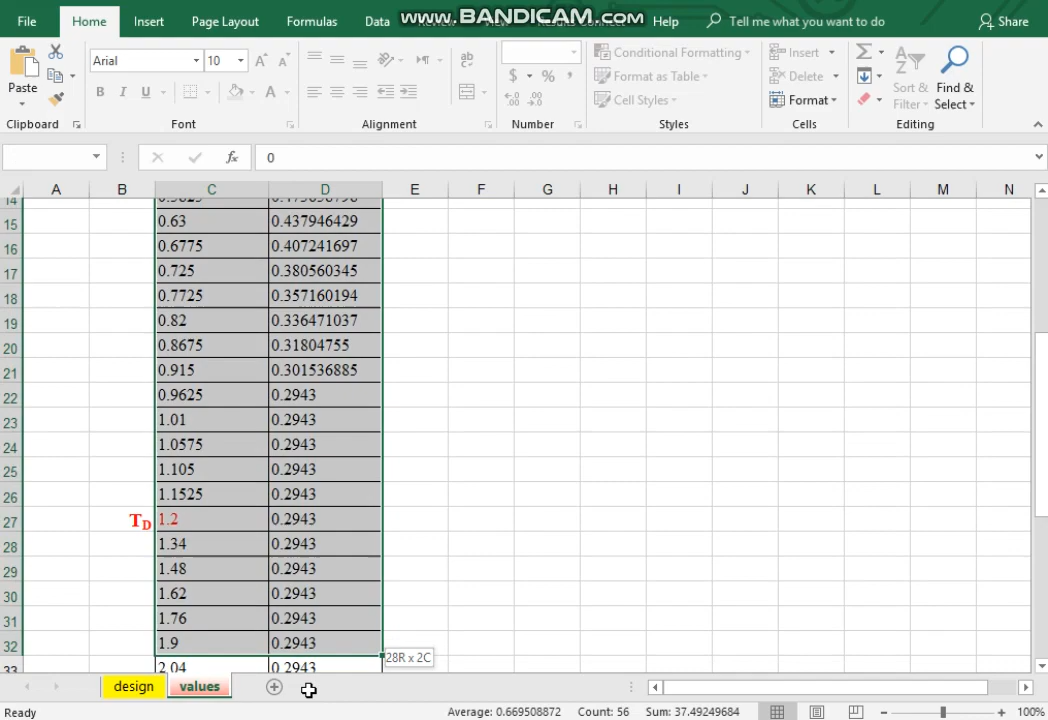 File Home Insert Page Layout Formulas Data www.BANDICAM.com Help Tell me what you want to do Share
Paste Arial 10 Conditional Formatting Insert Sort & Filter Find & Select
$ % , Format as Table Delete
B I U A Cell Styles Format
Clipboard Font Alignment Number Styles Cells Editing
fx 0
A B C D E F G H I J K L M N
14
15 0.63 0.437946429
16 0.6775 0.407241697
17 0.725 0.380560345
18 0.7725 0.357160194
19 0.82 0.336471037
20 0.8675 0.31804755
21 0.915 0.301536885
22 0.9625 0.2943
23 1.01 0.2943
24 1.0575 0.2943
25 1.105 0.2943
26 1.1525 0.2943
27 TD 1.2 0.2943
28 1.34 0.2943
29 1.48 0.2943
30 1.62 0.2943
31 1.76 0.2943
32 1.9 0.2943
28R x 2C
33 2.04 0.2943
design values
Ready Average: 0.669508872 Count: 56 Sum: 37.49249684 100%